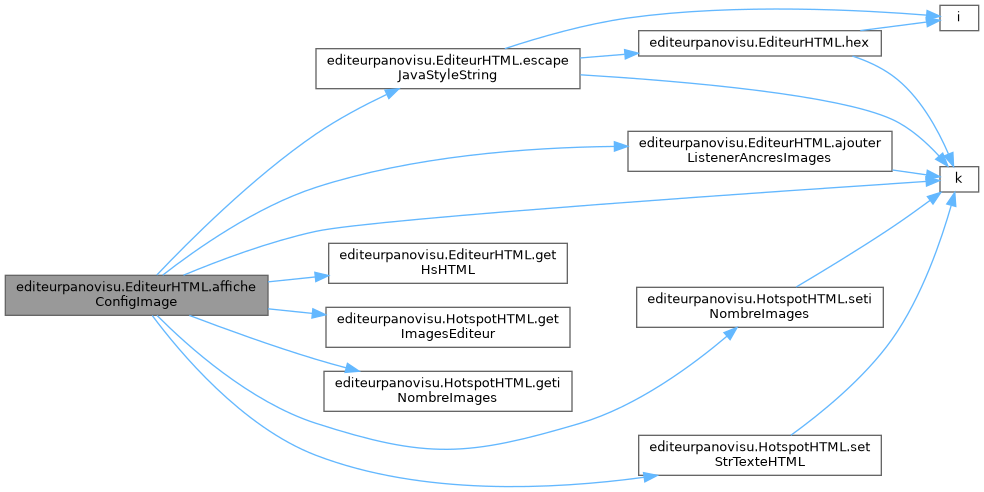 editeurpanovisu.EditeurHTML.affiche
ConfigImage
editeurpanovisu.EditeurHTML.escape
JavaStyleString
editeurpanovisu.EditeurHTML.hex
i
editeurpanovisu.EditeurHTML.ajouter
ListenerAncresImages
k
editeurpanovisu.EditeurHTML.get
HsHTML
editeurpanovisu.HotspotHTML.get
ImagesEditeur
editeurpanovisu.HotspotHTML.geti
NombreImages
editeurpanovisu.HotspotHTML.seti
NombreImages
editeurpanovisu.HotspotHTML.set
StrTexteHTML